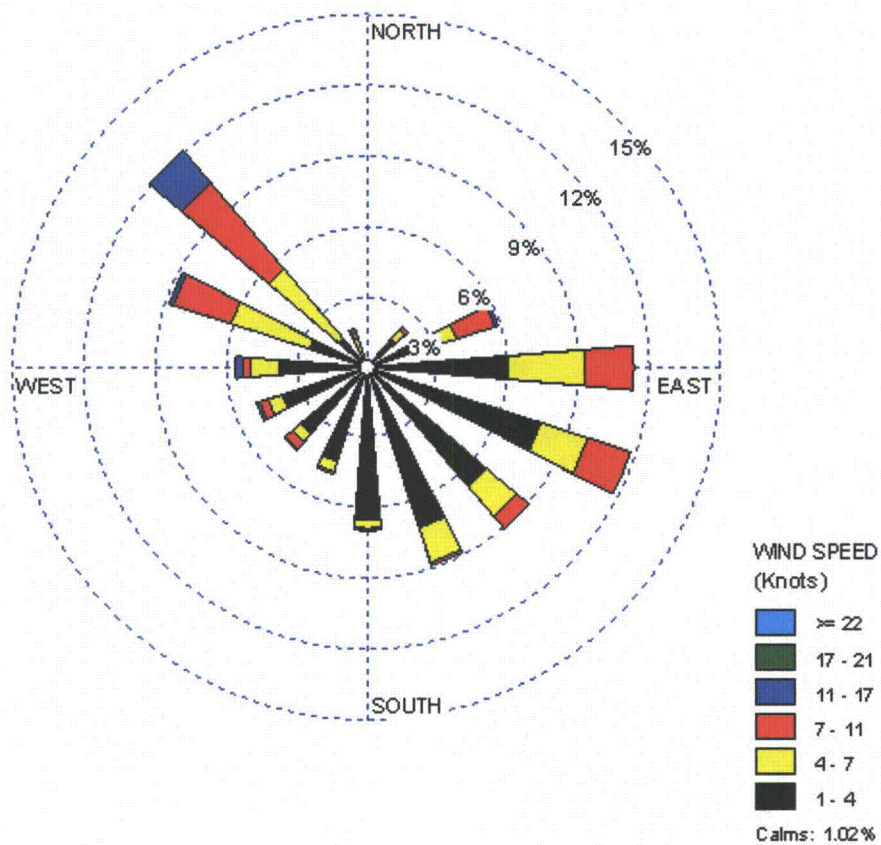 NORTH
15%
12%
9%
6%
3%
WEST
EAST
SOUTH
WIND SPEED
(Knots)
>= 22
17 - 21
11 - 17
7 - 11
4 - 7
1 - 4
Calms: 1.02%